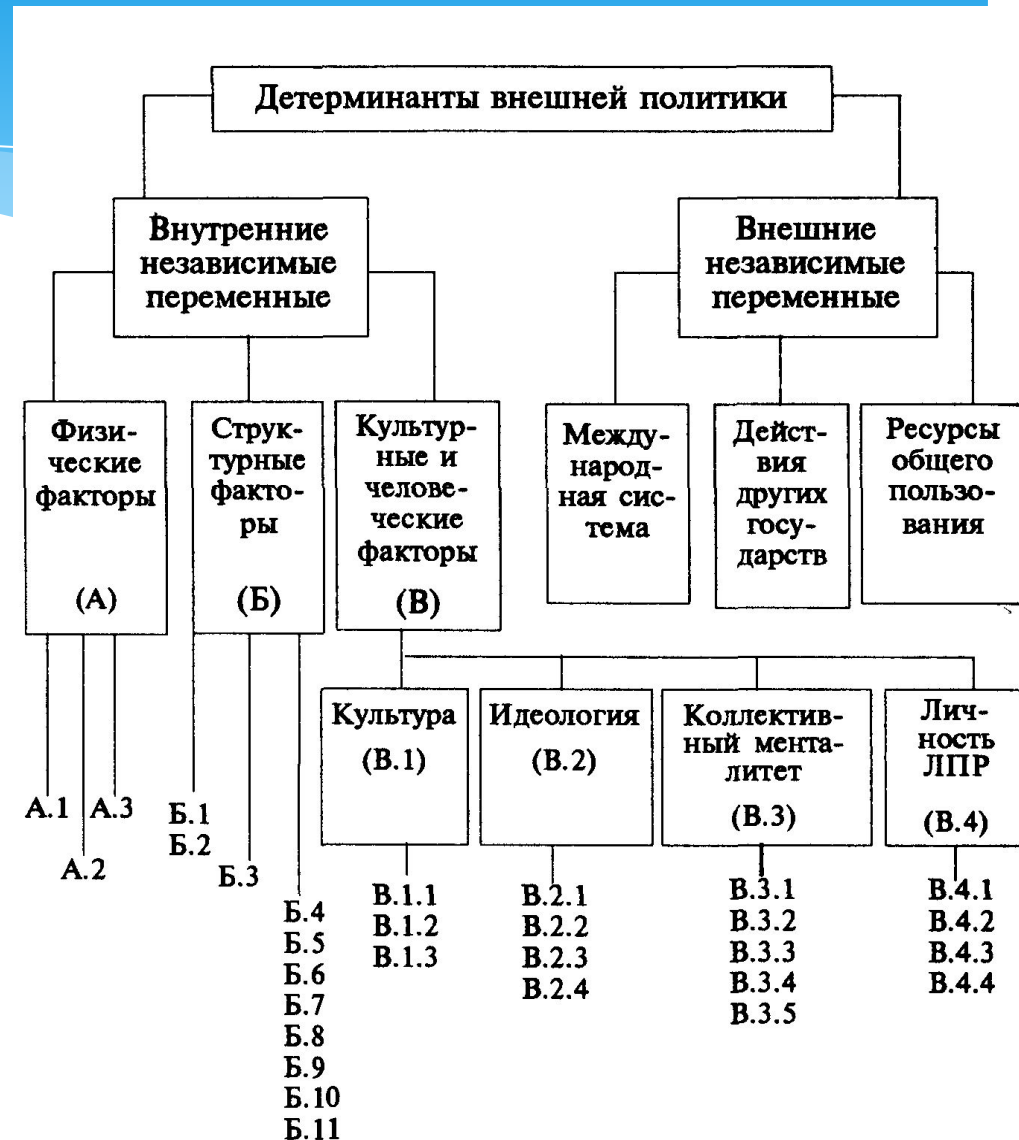 Детерминанты внешней политики
Внутренние
независимые
переменные
Внешние
независимые
переменные
Физи-
ческие
факторы
(А)
Струк-
турные
факто-
ры
(Б)
Культур-
ные и
челове-
ческие
факторы
(В)
Между-
народ-
ная сис-
тема
Дейст-
вия
других
госу-
дарств
Ресурсы
общего
пользо-
вания
Культура
(В.1)
Идеология
(В.2)
Коллектив-
ный мента-
литет
(В.3)
Лич-
ность
ЛПР
(В.4)
А.1
А.2
А.3
Б.1
Б.2
Б.3
Б.4
Б.5
Б.6
Б.7
Б.8
Б.9
Б.10
Б.11
В.1.1
В.1.2
В.1.3
В.2.1
В.2.2
В.2.3
В.2.4
В.3.1
В.3.2
В.3.3
В.3.4
В.3.5
В.4.1
В.4.2
В.4.3
В.4.4